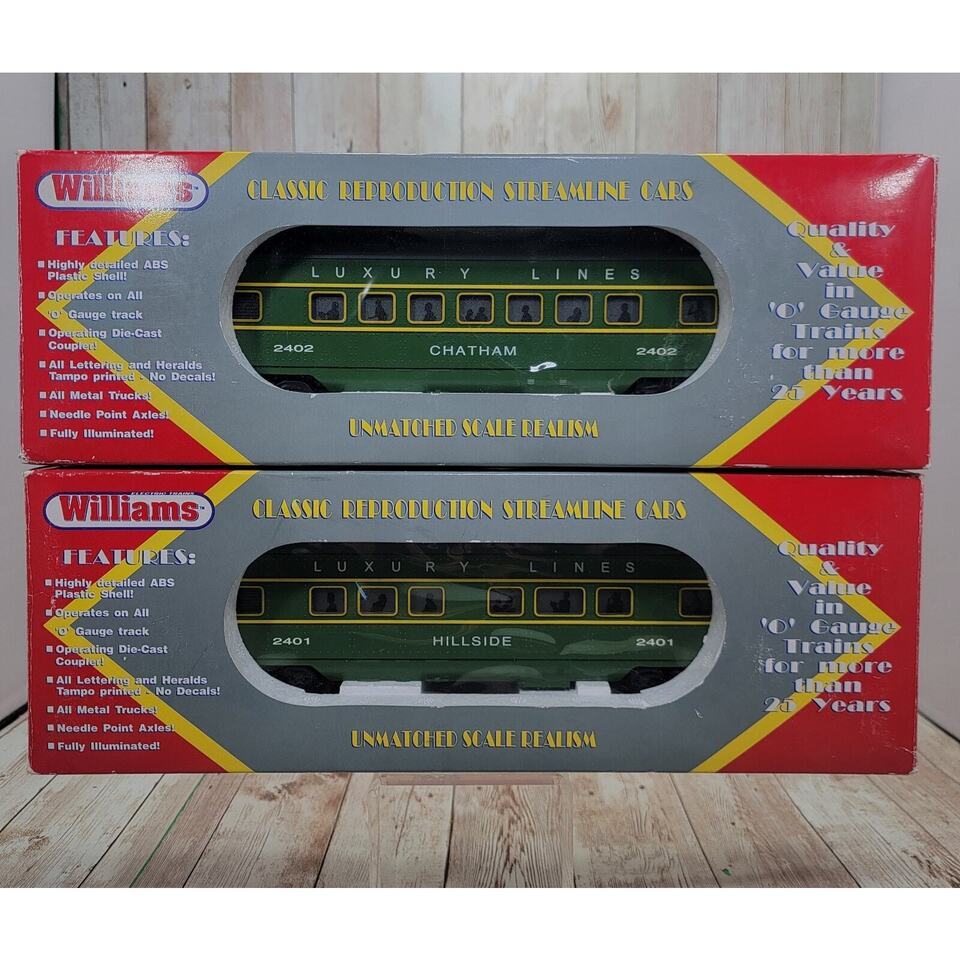 Williams™
CLASSIC REPRODUCTION STREAMLINE CARS
FEATURES:
Highly detailed ABS
Plastic Shell!
Operates on All
'O' Gauge track
Operating Die-Cast
Coupler!
All Lettering and Heralds
Tampo printed - No Decals!
All Metal Trucks!
Needle Point Axles!
Fully Illuminated!
LUXURY LINES
2402 CHATHAM 2402
UNMATCHED SCALE REALISM
Quality
&
Value
in
'O' Gauge
Trains
for more
than
25 Years
ELECTRIC TRAINS
Williams™
CLASSIC REPRODUCTION STREAMLINE CARS
FEATURES:
Highly detailed ABS
Plastic Shell!
Operates on All
'O' Gauge track
Operating Die-Cast
Coupler!
All Lettering and Heralds
Tampo printed - No Decals!
All Metal Trucks!
Needle Point Axles!
Fully Illuminated!
LUXURY LINES
2401 HILLSIDE 2401
UNMATCHED SCALE REALISM
Quality
&
Value
in
'O' Gauge
Trains
for more
than
25 Years